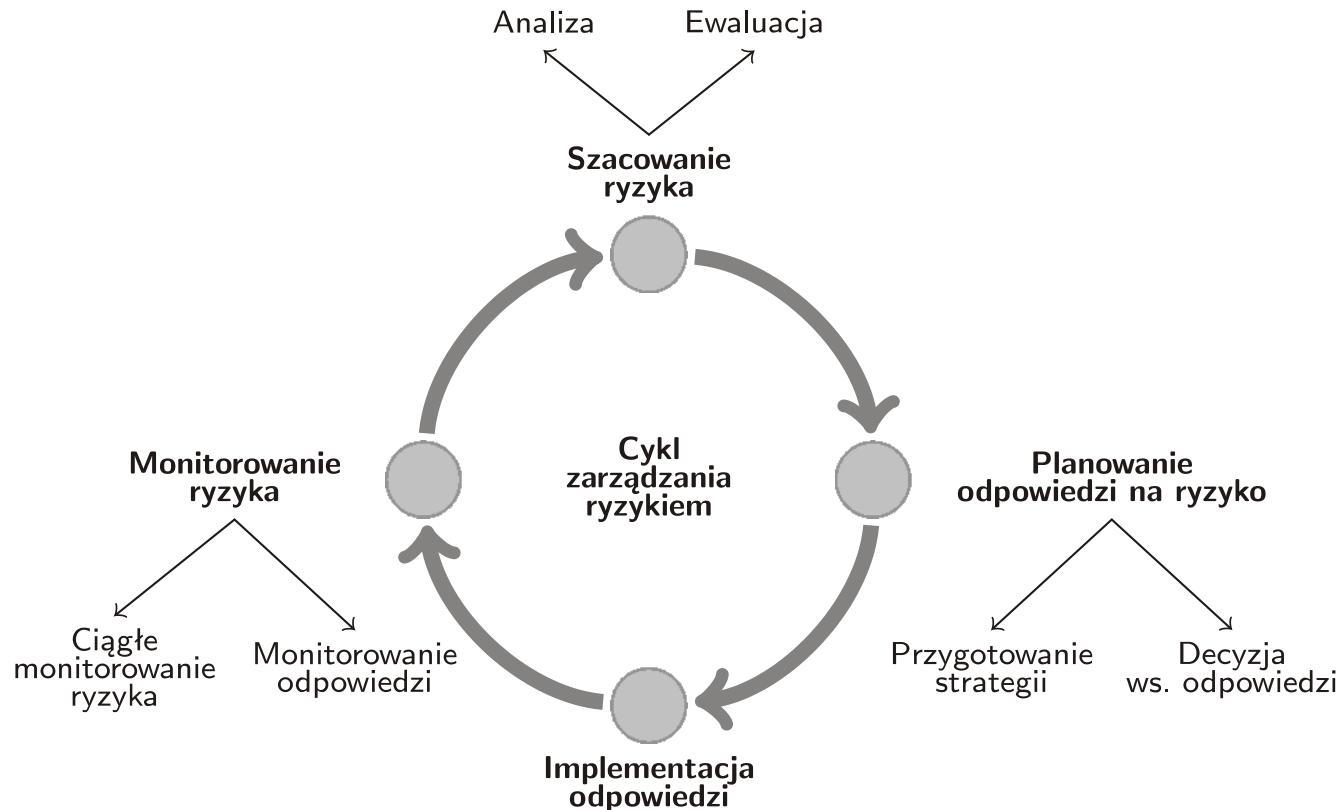 Analiza
Ewaluacja
Szacowanie
ryzyka
Monitorowanie
ryzyka
Cykl
zarządzania
ryzykiem
Planowanie
odpowiedzi na ryzyko
Ciągłe
monitorowanie
ryzyka
Monitorowanie
odpowiedzi
Przygotowanie
strategii
Decyzja
ws. odpowiedzi
Implementacja
odpowiedzi